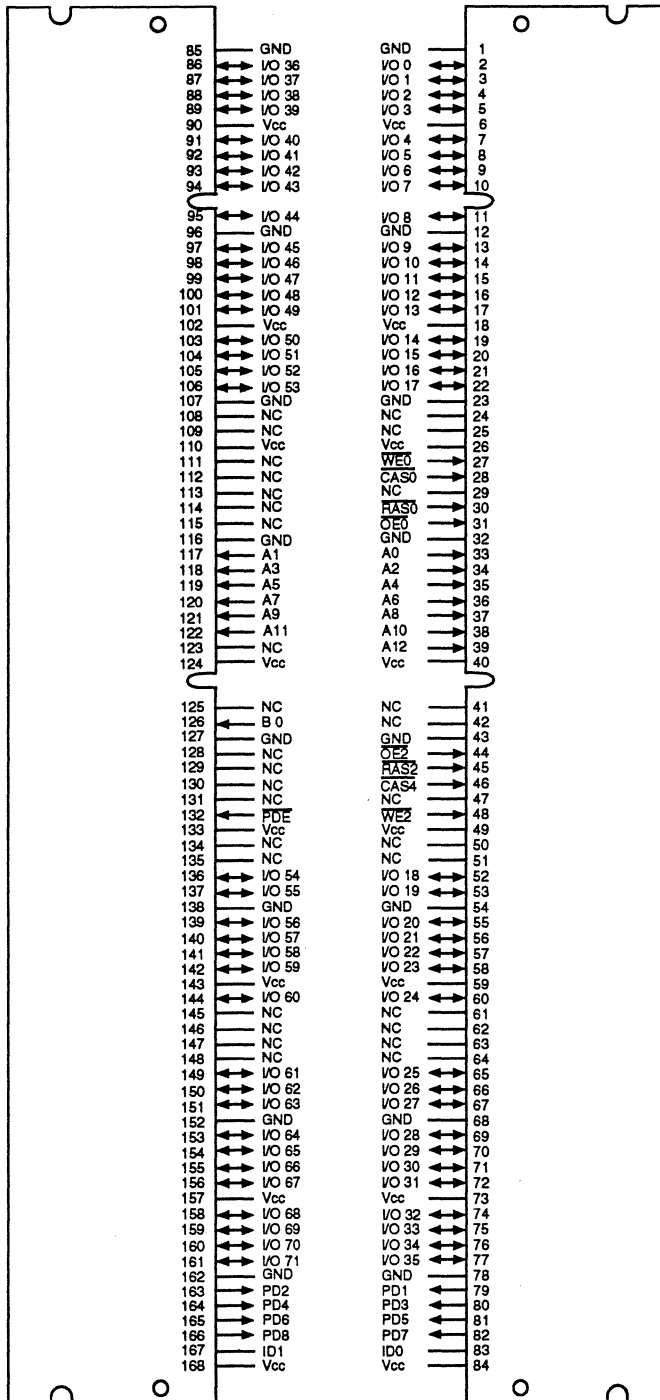 85 GND GND 1
86 I/O 36 I/O 0 2
87 I/O 37 I/O 1 3
88 I/O 38 I/O 2 4
89 I/O 39 I/O 3 5
90 Vcc Vcc 6
91 I/O 40 I/O 4 7
92 I/O 41 I/O 5 8
93 I/O 42 I/O 6 9
94 I/O 43 I/O 7 10
95 I/O 44 I/O 8 11
96 GND GND 12
97 I/O 45 I/O 9 13
98 I/O 46 I/O 10 14
99 I/O 47 I/O 11 15
100 I/O 48 I/O 12 16
101 I/O 49 I/O 13 17
102 Vcc Vcc 18
103 I/O 50 I/O 14 19
104 I/O 51 I/O 15 20
105 I/O 52 I/O 16 21
106 I/O 53 I/O 17 22
107 GND GND 23
108 NC NC 24
109 NC NC 25
110 Vcc Vcc 26
111 NC WE0 27
112 NC CAS0 28
113 NC NC 29
114 NC RAS0 30
115 NC OE0 31
116 GND GND 32
117 A1 A0 33
118 A3 A2 34
119 A5 A4 35
120 A7 A6 36
121 A9 A8 37
122 A11 A10 38
123 NC A12 39
124 Vcc Vcc 40
125 NC NC 41
126 B 0 NC 42
127 GND GND 43
128 NC OE2 44
129 NC RAS2 45
130 NC CAS4 46
131 NC NC 47
132 PDE WE2 48
133 Vcc Vcc 49
134 NC NC 50
135 NC NC 51
136 I/O 54 I/O 18 52
137 I/O 55 I/O 19 53
138 GND GND 54
139 I/O 56 I/O 20 55
140 I/O 57 I/O 21 56
141 I/O 58 I/O 22 57
142 I/O 59 I/O 23 58
143 Vcc Vcc 59
144 I/O 60 I/O 24 60
145 NC NC 61
146 NC NC 62
147 NC NC 63
148 NC NC 64
149 I/O 61 I/O 25 65
150 I/O 62 I/O 26 66
151 I/O 63 I/O 27 67
152 GND GND 68
153 I/O 64 I/O 28 69
154 I/O 65 I/O 29 70
155 I/O 66 I/O 30 71
156 I/O 67 I/O 31 72
157 Vcc Vcc 73
158 I/O 68 I/O 32 74
159 I/O 69 I/O 33 75
160 I/O 70 I/O 34 76
161 I/O 71 I/O 35 77
162 GND GND 78
163 PD2 PD1 79
164 PD4 PD3 80
165 PD6 PD5 81
166 PD8 PD7 82
167 ID1 ID0 83
168 Vcc Vcc 84